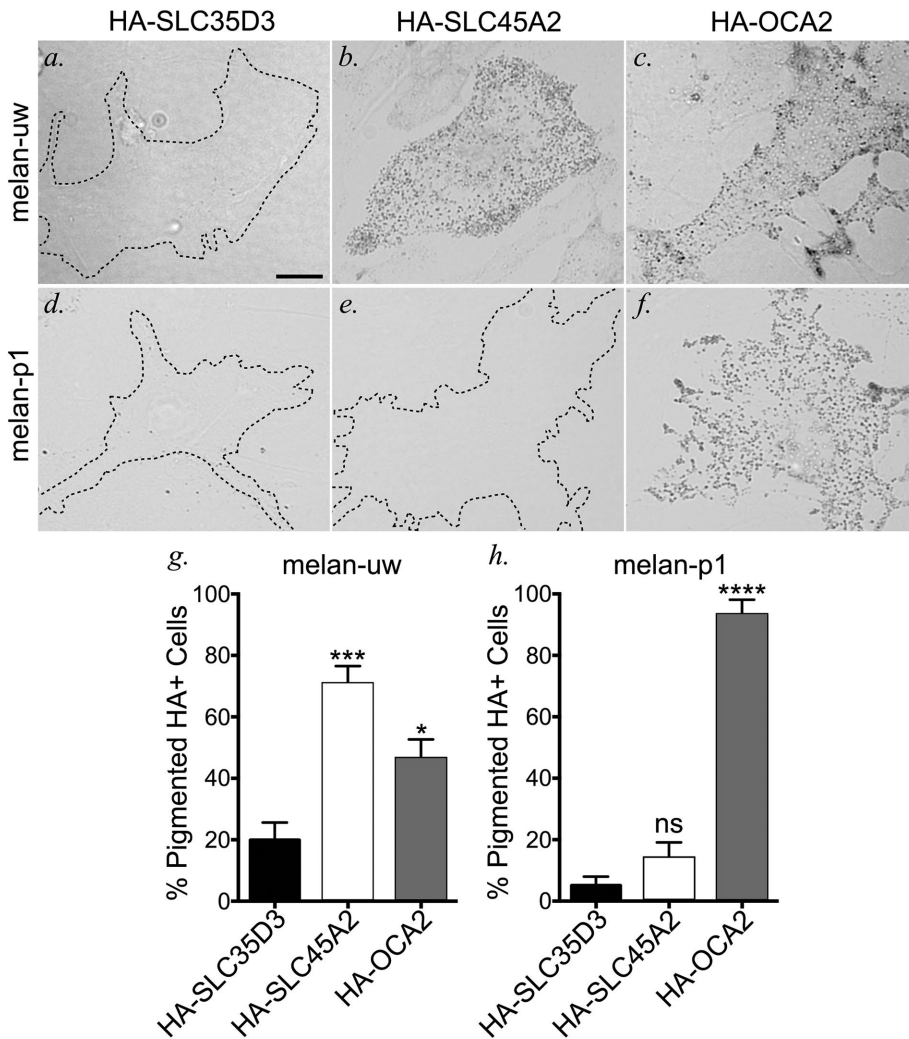 HA-SLC35D3 HA-SLC45A2 HA-OCA2
melan-uw
a. b. c.
melan-p1
d. e. f.
g. melan-uw
% Pigmented HA+ Cells
100
80
60
40
20
0
***
*
HA-SLC35D3
HA-SLC45A2
HA-OCA2
h. melan-p1
% Pigmented HA+ Cells
100
80
60
40
20
0
ns
****
HA-SLC35D3
HA-SLC45A2
HA-OCA2